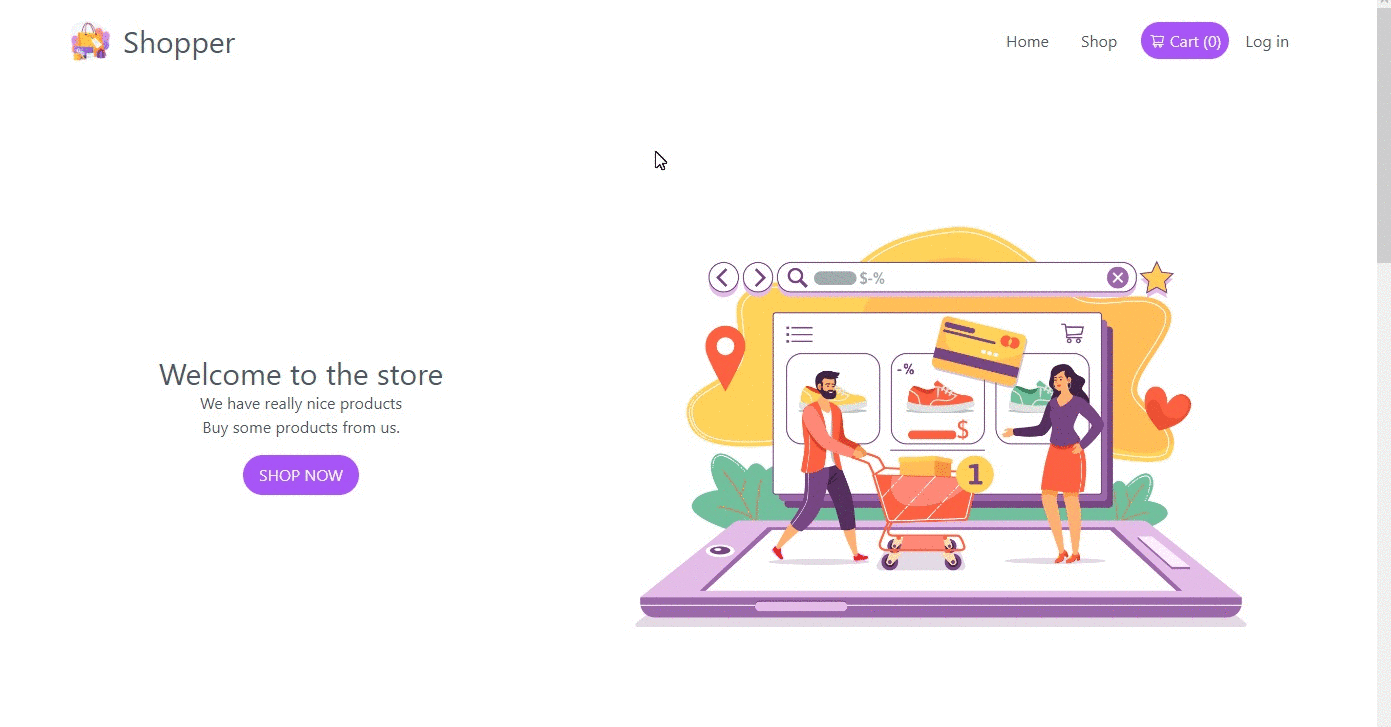 Shopper
Home
Shop
Cart (0)
Log in
$-%
-%
$
1
Welcome to the store
We have really nice products
Buy some products from us.
SHOP NOW